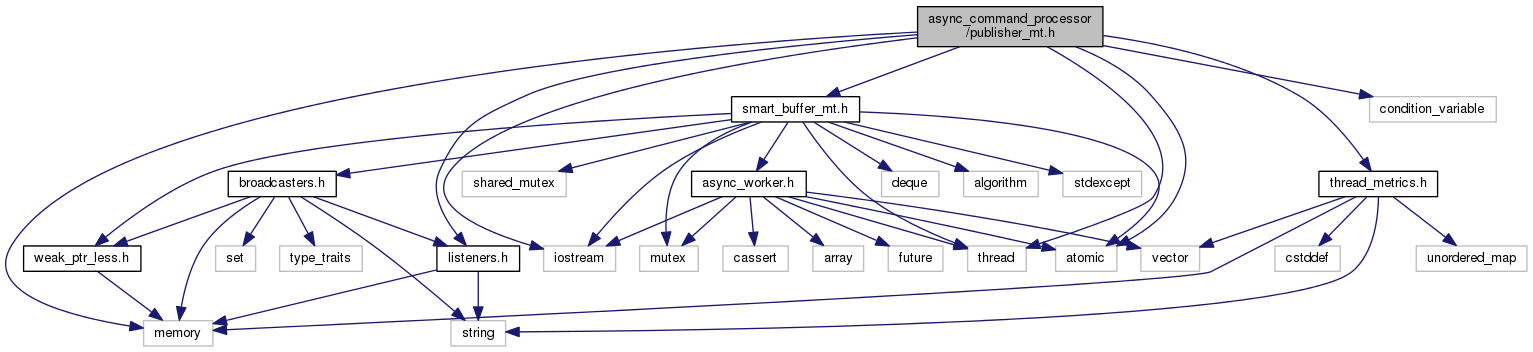 async_command_processor
/publisher_mt.h
smart_buffer_mt.h
condition_variable
broadcasters.h
shared_mutex
async_worker.h
deque
algorithm
stdexcept
thread_metrics.h
weak_ptr_less.h
set
type_traits
listeners.h
iostream
mutex
cassert
array
future
thread
atomic
vector
cstddef
unordered_map
memory
string